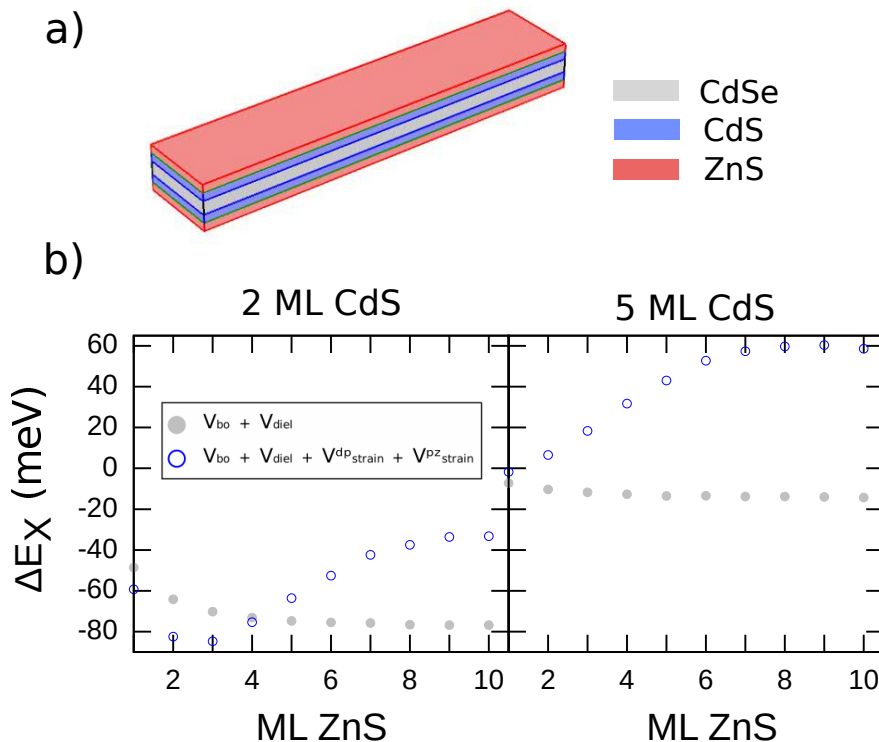 a)
CdSe
CdS
ZnS
b)
2 ML CdS
5 ML CdS
ΔEX (meV)
60
40
20
0
-20
-40
-60
-80
Vbo + Vdiel
Vbo + Vdiel + Vdpstrain + Vpzstrain
2 4 6 8 10
2 4 6 8 10
ML ZnS
ML ZnS